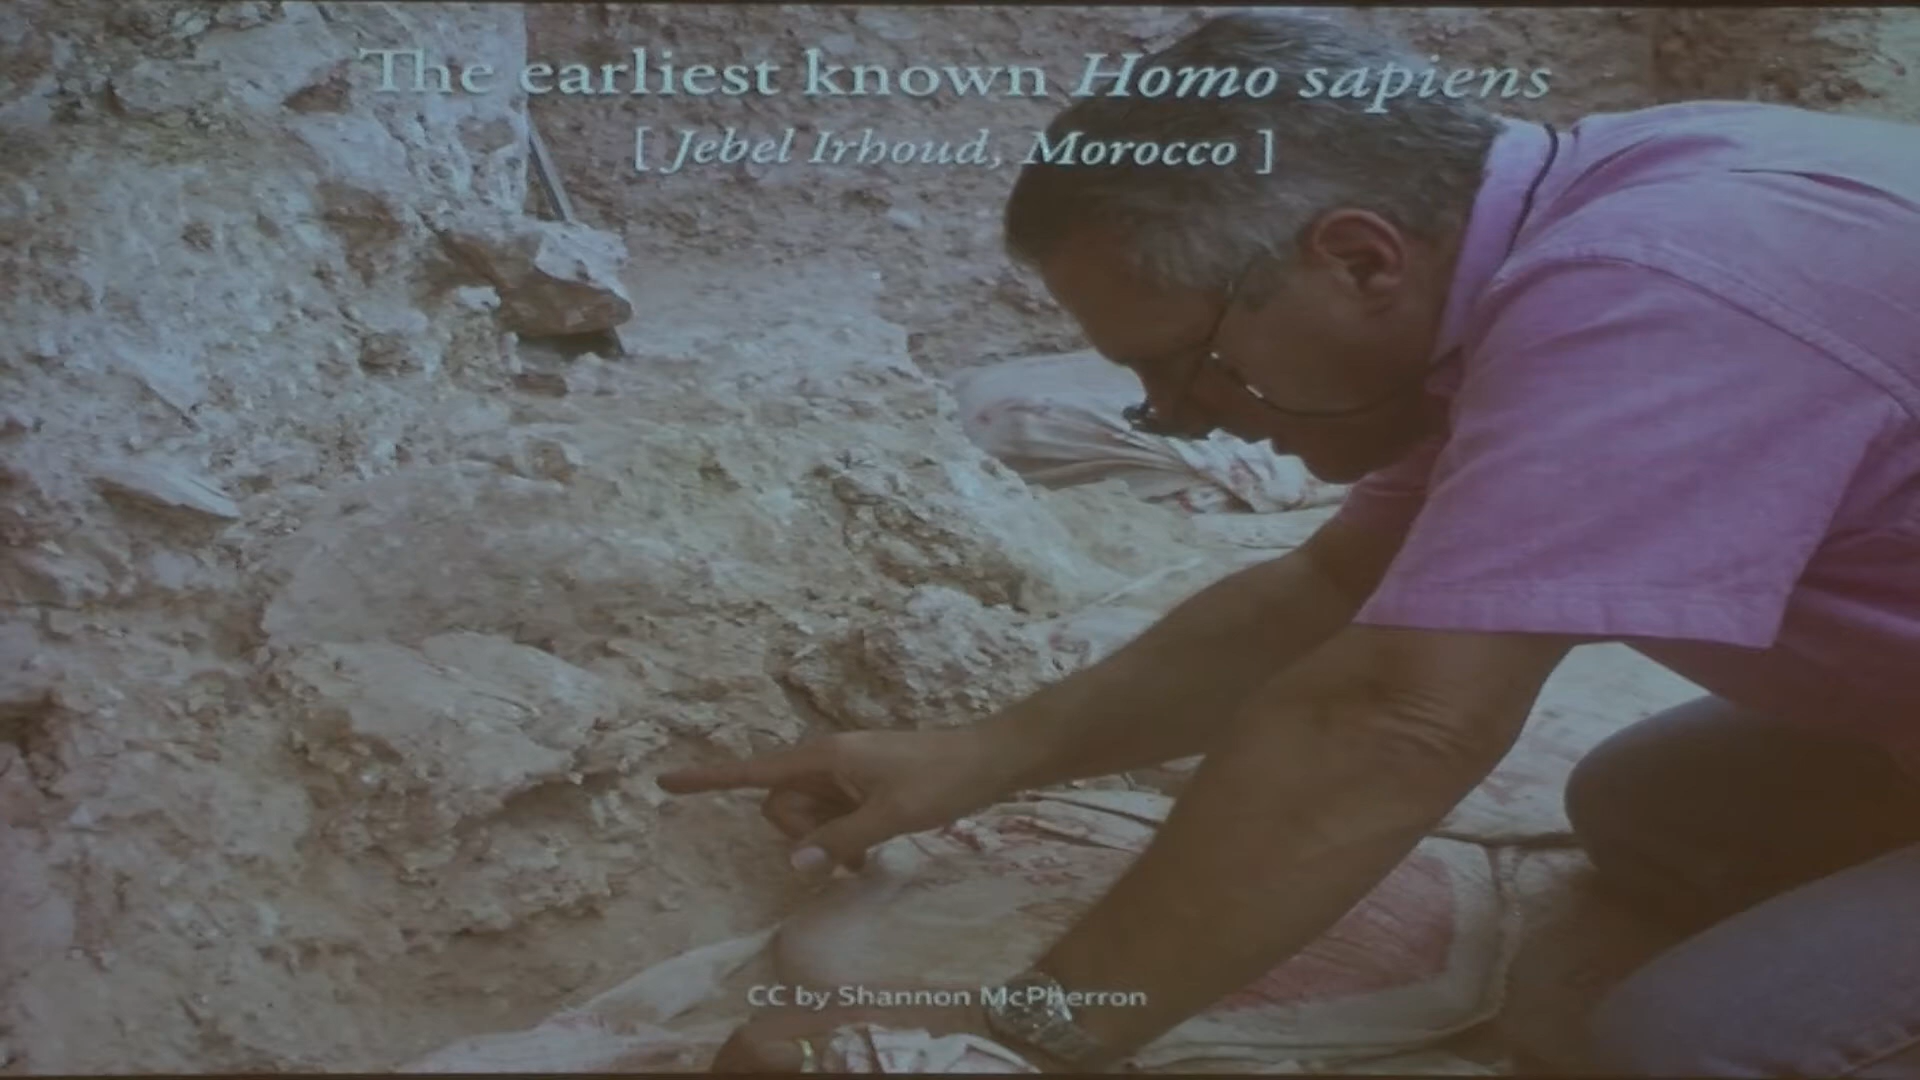 The earliest known Homo sapiens
[ Jebel Irhoud, Morocco ]
CC by Shannon McPherron